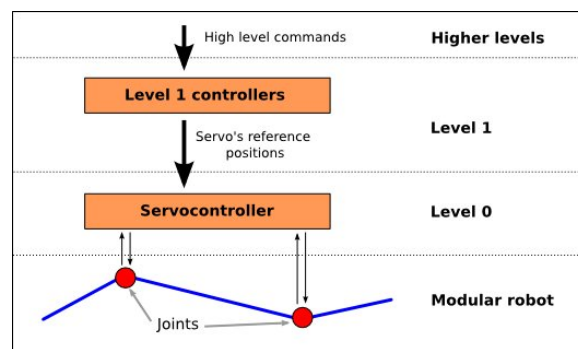 High level commands
Higher levels
Level 1 controllers
Servo's reference
positions
Level 1
Servocontroller
Level 0
Joints
Modular robot